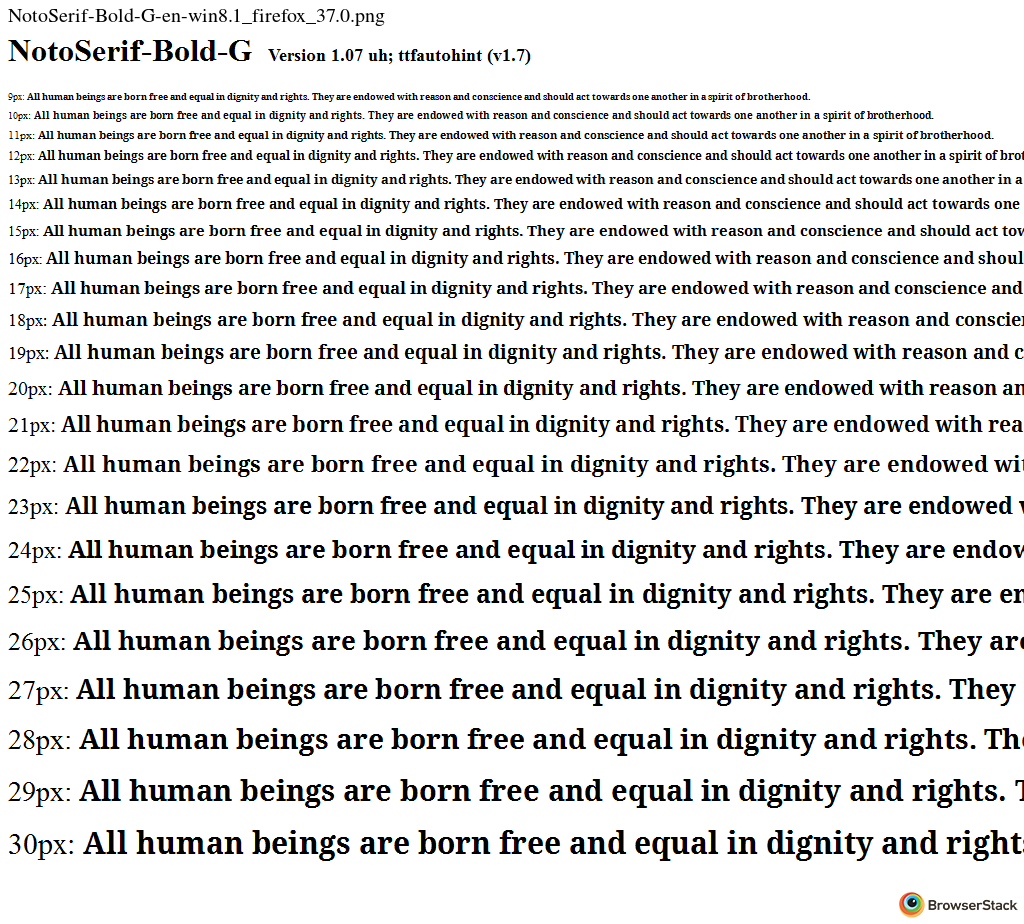 NotoSerif-Bold-G-en-win8.1_firefox_37.0.png
NotoSerif-Bold-G Version 1.07 uh; ttfautohint (v1.7)
9px: All human beings are born free and equal in dignity and rights. They are endowed with reason and conscience and should act towards one another in a spirit of brotherhood.
10px: All human beings are born free and equal in dignity and rights. They are endowed with reason and conscience and should act towards one another in a spirit of brotherhood.
11px: All human beings are born free and equal in dignity and rights. They are endowed with reason and conscience and should act towards one another in a spirit of brotherhood.
12px: All human beings are born free and equal in dignity and rights. They are endowed with reason and conscience and should act towards one another in a spirit of brot
13px: All human beings are born free and equal in dignity and rights. They are endowed with reason and conscience and should act towards one another in a
14px: All human beings are born free and equal in dignity and rights. They are endowed with reason and conscience and should act towards one
15px: All human beings are born free and equal in dignity and rights. They are endowed with reason and conscience and should act tow
16px: All human beings are born free and equal in dignity and rights. They are endowed with reason and conscience and shoul
17px: All human beings are born free and equal in dignity and rights. They are endowed with reason and conscience and
18px: All human beings are born free and equal in dignity and rights. They are endowed with reason and conscien
19px: All human beings are born free and equal in dignity and rights. They are endowed with reason and c
20px: All human beings are born free and equal in dignity and rights. They are endowed with reason an
21px: All human beings are born free and equal in dignity and rights. They are endowed with rea
22px: All human beings are born free and equal in dignity and rights. They are endowed wit
23px: All human beings are born free and equal in dignity and rights. They are endowed w
24px: All human beings are born free and equal in dignity and rights. They are endow
25px: All human beings are born free and equal in dignity and rights. They are en
26px: All human beings are born free and equal in dignity and rights. They are
27px: All human beings are born free and equal in dignity and rights. They
28px: All human beings are born free and equal in dignity and rights. The
29px: All human beings are born free and equal in dignity and rights. T
30px: All human beings are born free and equal in dignity and rights
BrowserStack